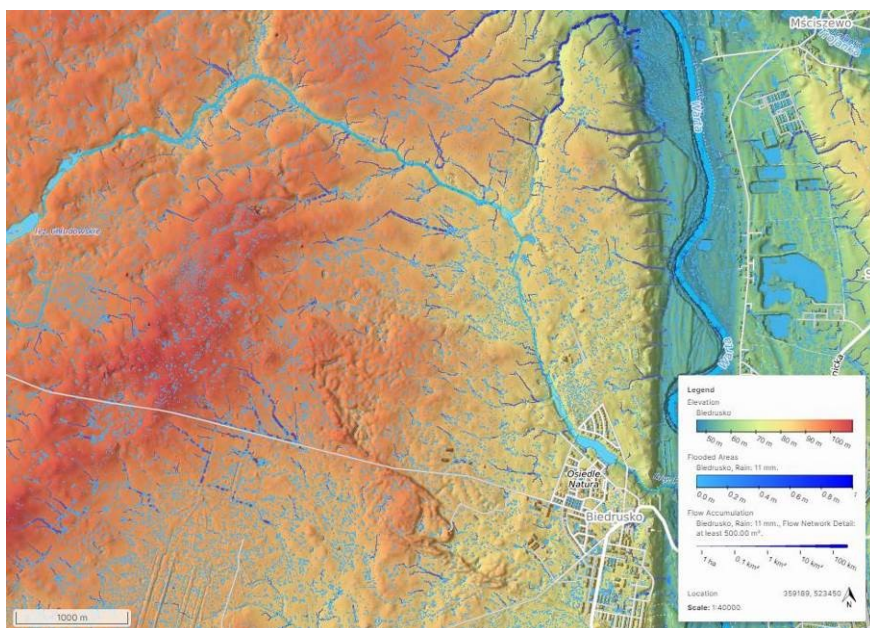 Mściszewo
Trojanka
Warta
Warta
Osiedle
Natura
Biedrusko
Legend
Elevation
Biedrusko
50 m 60 m 70 m 80 m 90 m 100 m
Flooded Areas
Biedrusko, Rain: 11 mm.
0.0 m 0.2 m 0.4 m 0.6 m 0.8 m 1
Flow Accumulation
Biedrusko, Rain: 11 mm., Flow Network Detail:
at least 500.00 m².
1 ha 0.1 km² 1 km² 10 km² 100 km
Location 359189, 523450
Scale: 1:40000
N
1000 m